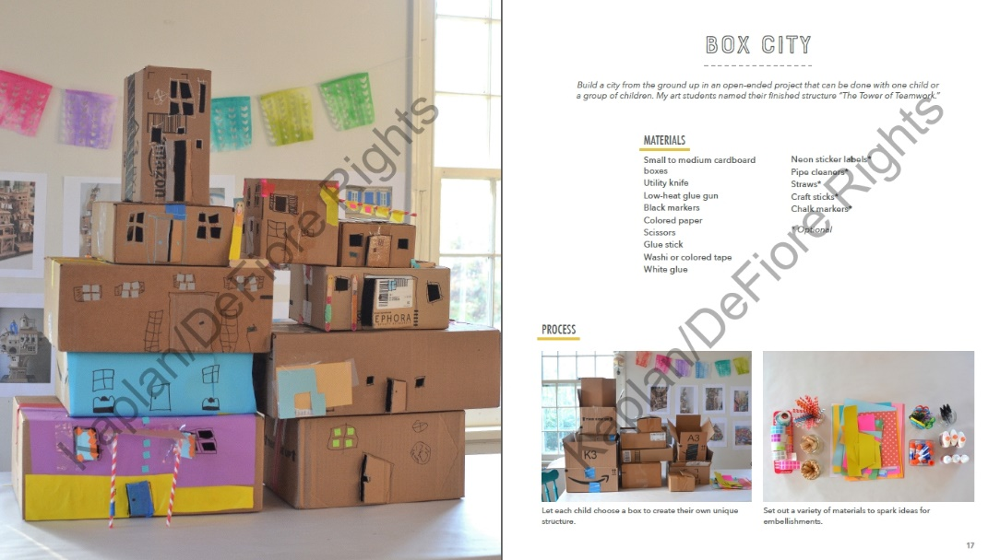 amazon
EPHORA
Kaplan/DeFiore Rights
BOX CITY
Build a city from the ground up in an open-ended project that can be done with one child or
a group of children. My art students named their finished structure “The Tower of Teamwork.”
MATERIALS
Small to medium cardboard
boxes
Utility knife
Low-heat glue gun
Black markers
Colored paper
Scissors
Glue stick
Washi or colored tape
White glue
Neon sticker labels*
Pipe cleaners*
Straws*
Craft sticks*
Chalk markers*
* Optional
Kaplan/DeFiore Rights
PROCESS
K3
A3
Let each child choose a box to create their own unique
structure.
Set out a variety of materials to spark ideas for
embellishments.
17